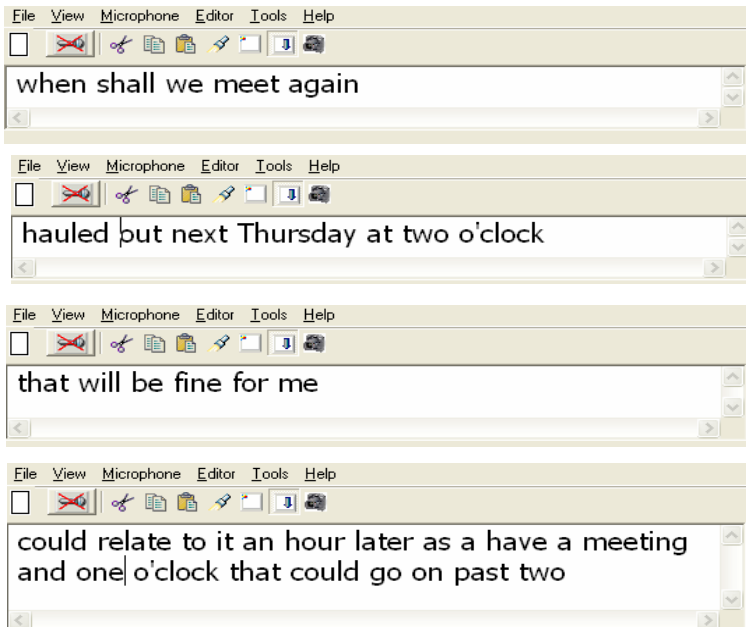 File View Microphone Editor Tools Help
when shall we meet again
File View Microphone Editor Tools Help
hauled out next Thursday at two o'clock
File View Microphone Editor Tools Help
that will be fine for me
File View Microphone Editor Tools Help
could relate to it an hour later as a have a meeting
and one o'clock that could go on past two